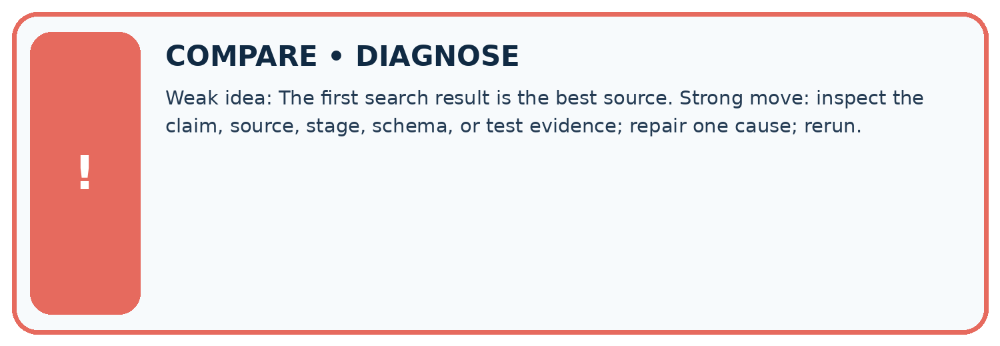 COMPARE • DIAGNOSE
Weak idea: The first search result is the best source. Strong move: inspect the
claim, source, stage, schema, or test evidence; repair one cause; rerun.
!